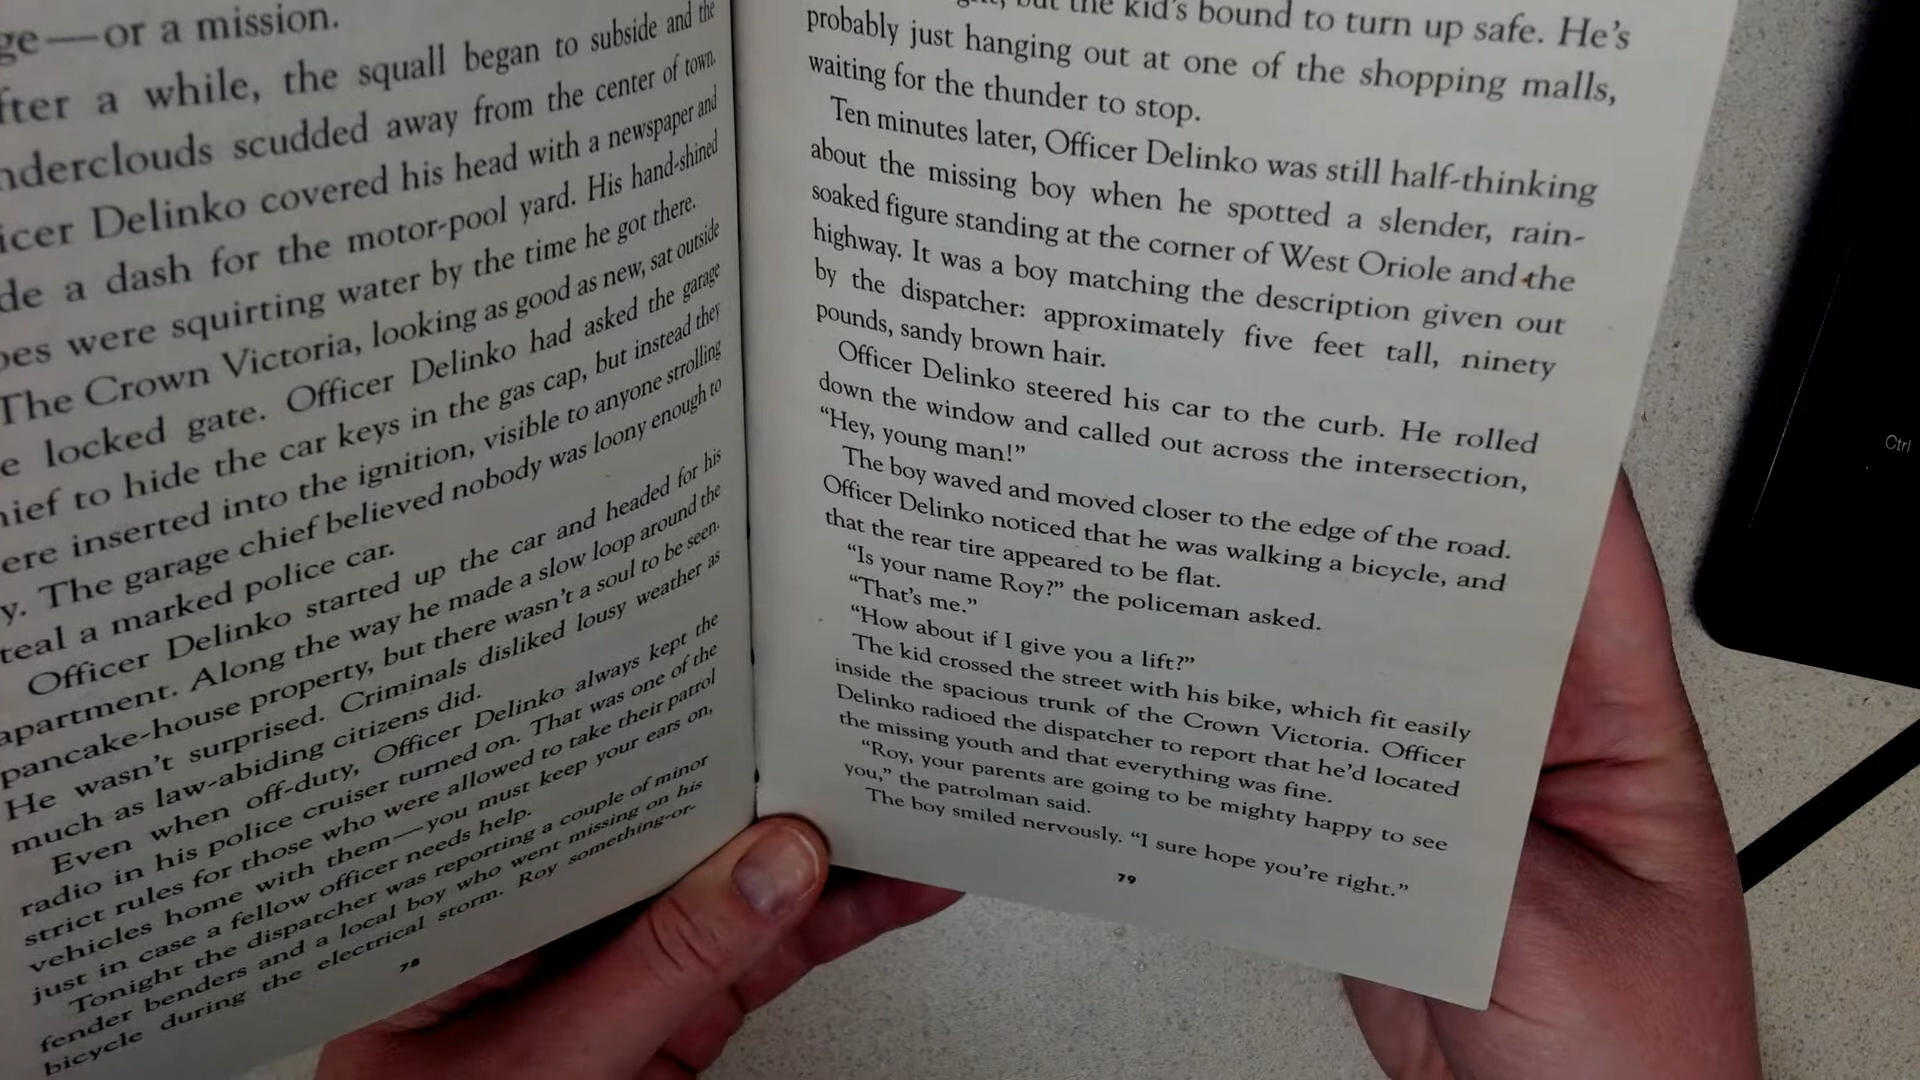 ge—or a mission.
fter a while, the squall began to subside and the
nderclouds scudded away from the center of town.
icer Delinko covered his head with a newspaper and
de a dash for the motor-pool yard. His hand-shined
oes were squirting water by the time he got there.
The Crown Victoria, looking as good as new, sat outside
e locked gate. Officer Delinko had asked the garage
hief to hide the car keys in the gas cap, but instead they
ere inserted into the ignition, visible to anyone strolling
y. The garage chief believed nobody was loony enough to
teal a marked police car.
Officer Delinko started up the car and headed for his
apartment. Along the way he made a slow loop around the
pancake-house property, but there wasn't a soul to be seen.
He wasn't surprised. Criminals disliked lousy weather as
much as law-abiding citizens did.
Even when off-duty, Officer Delinko always kept the
radio in his police cruiser turned on. That was one of the
strict rules for those who were allowed to take their patrol
vehicles home with them—you must keep your ears on,
just in case a fellow officer needs help.
Tonight the dispatcher was reporting a couple of minor
fender benders and a local boy who went missing on his
bicycle during the electrical storm. Roy something-or-
78
but the kid's bound to turn up safe. He's
probably just hanging out at one of the shopping malls,
waiting for the thunder to stop.
Ten minutes later, Officer Delinko was still half-thinking
about the missing boy when he spotted a slender, rain-
soaked figure standing at the corner of West Oriole and the
highway. It was a boy matching the description given out
by the dispatcher: approximately five feet tall, ninety
pounds, sandy brown hair.
Officer Delinko steered his car to the curb. He rolled
down the window and called out across the intersection,
"Hey, young man!"
The boy waved and moved closer to the edge of the road.
Officer Delinko noticed that he was walking a bicycle, and
that the rear tire appeared to be flat.
"Is your name Roy?" the policeman asked.
"That's me."
"How about if I give you a lift?"
The kid crossed the street with his bike, which fit easily
inside the spacious trunk of the Crown Victoria. Officer
Delinko radioed the dispatcher to report that he'd located
the missing youth and that everything was fine.
"Roy, your parents are going to be mighty happy to see
you," the patrolman said.
The boy smiled nervously. "I sure hope you're right."
79
Ctrl